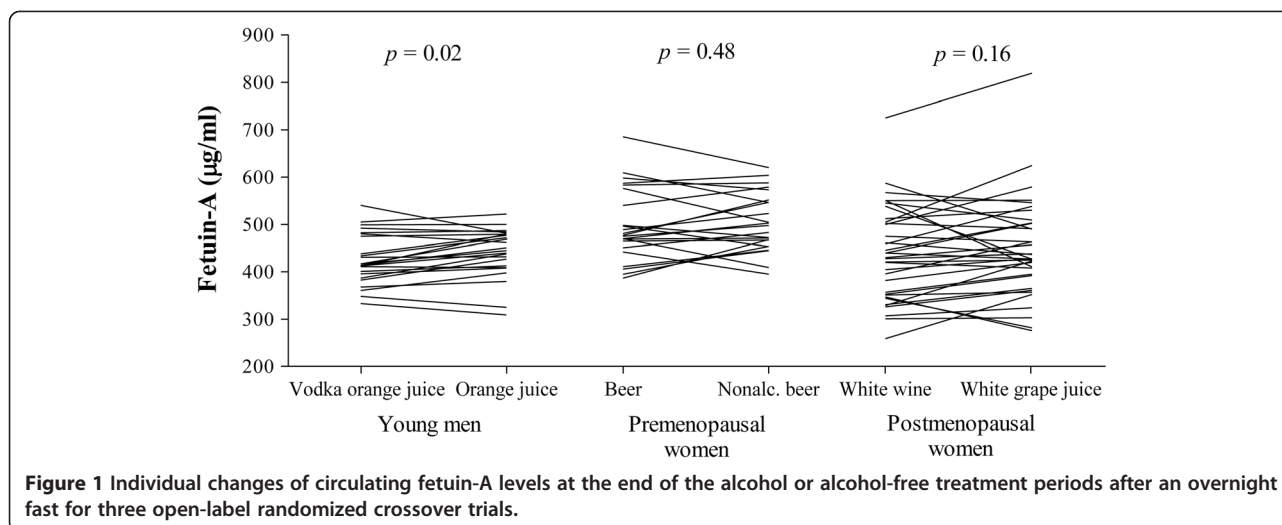 900
800
700
600
500
400
300
200
Fetuin-A (µg/ml)
p = 0.02
p = 0.48
p = 0.16
Vodka orange juice Orange juice Beer Nonalc. beer White wine White grape juice
Young men
Premenopausal
women
Postmenopausal
women
Figure 1 Individual changes of circulating fetuin-A levels at the end of the alcohol or alcohol-free treatment periods after an overnight
fast for three open-label randomized crossover trials.